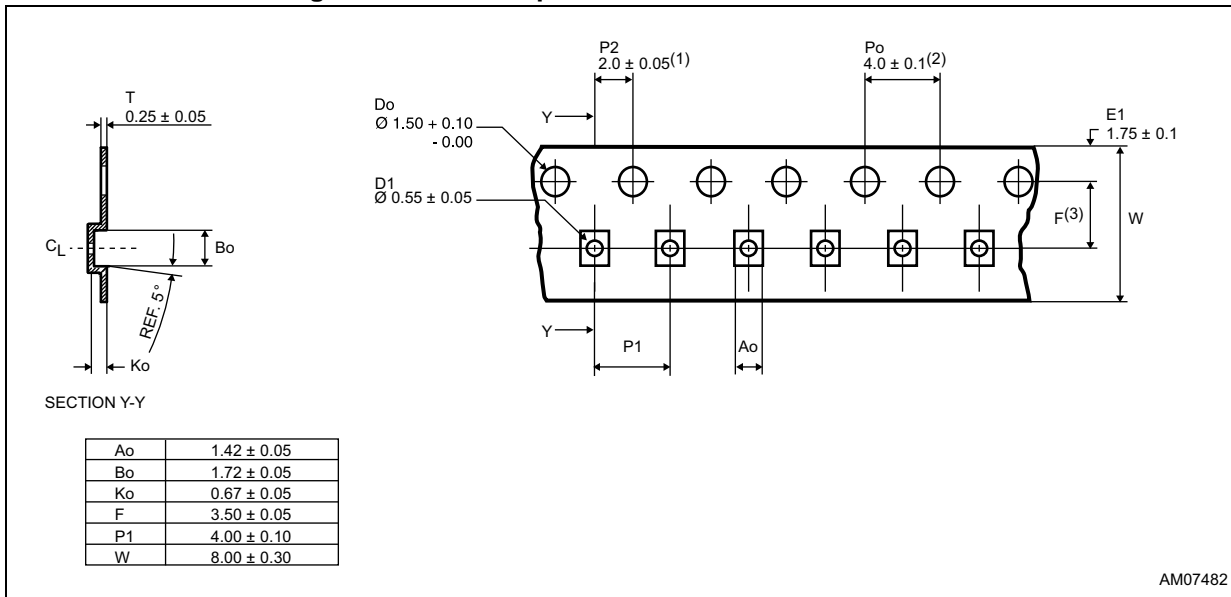 P2
2.0 ± 0.05(1)
Po
4.0 ± 0.1(2)
T
0.25 ± 0.05
Do
Ø 1.50 + 0.10
- 0.00
Y
E1
1.75 ± 0.1
D1
Ø 0.55 ± 0.05
F(3)
W
CL
Bo
REF. 5°
Ko
Y
P1
Ao
SECTION Y-Y
Ao 1.42 ± 0.05
Bo 1.72 ± 0.05
Ko 0.67 ± 0.05
F 3.50 ± 0.05
P1 4.00 ± 0.10
W 8.00 ± 0.30
AM07482